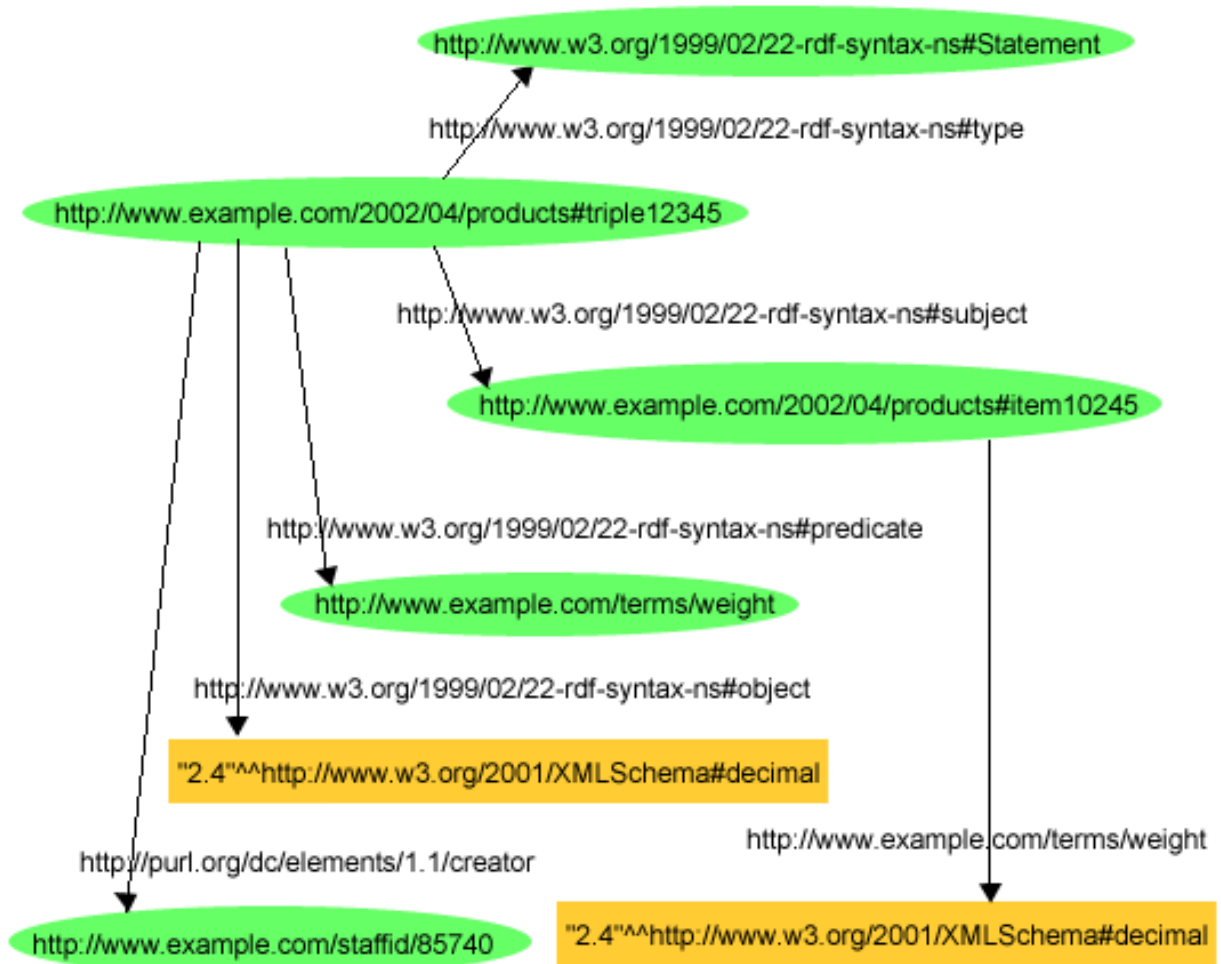 http://www.w3.org/1999/02/22-rdf-syntax-ns#Statement
http://www.w3.org/1999/02/22-rdf-syntax-ns#type
http://www.example.com/2002/04/products#triple12345
http://www.w3.org/1999/02/22-rdf-syntax-ns#subject
http://www.example.com/2002/04/products#item10245
http://www.w3.org/1999/02/22-rdf-syntax-ns#predicate
http://www.example.com/terms/weight
http://www.w3.org/1999/02/22-rdf-syntax-ns#object
"2.4"^^http://www.w3.org/2001/XMLSchema#decimal
http://www.example.com/terms/weight
http://purl.org/dc/elements/1.1/creator
http://www.example.com/staffid/85740
"2.4"^^http://www.w3.org/2001/XMLSchema#decimal